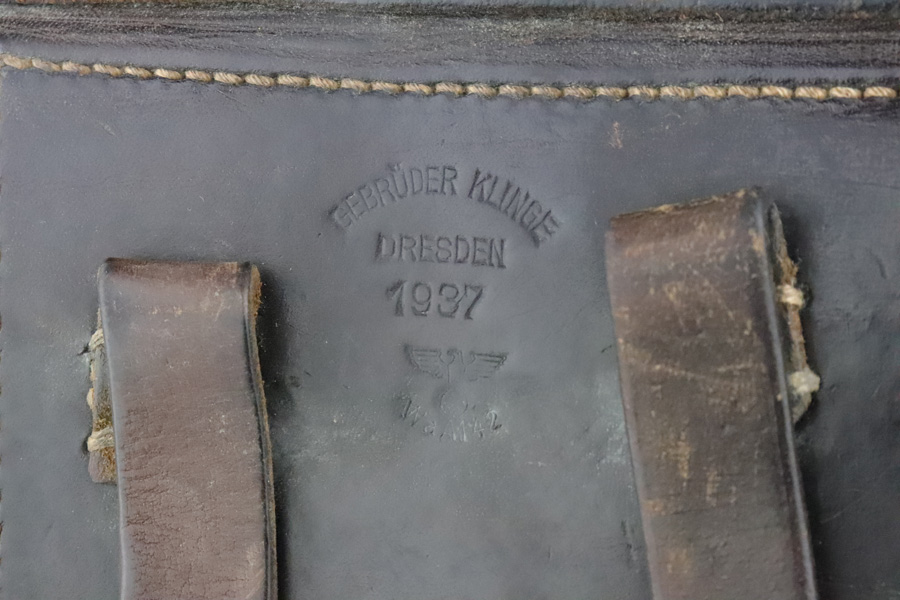 GEBRÜDER KLINGE
DRESDEN
1937